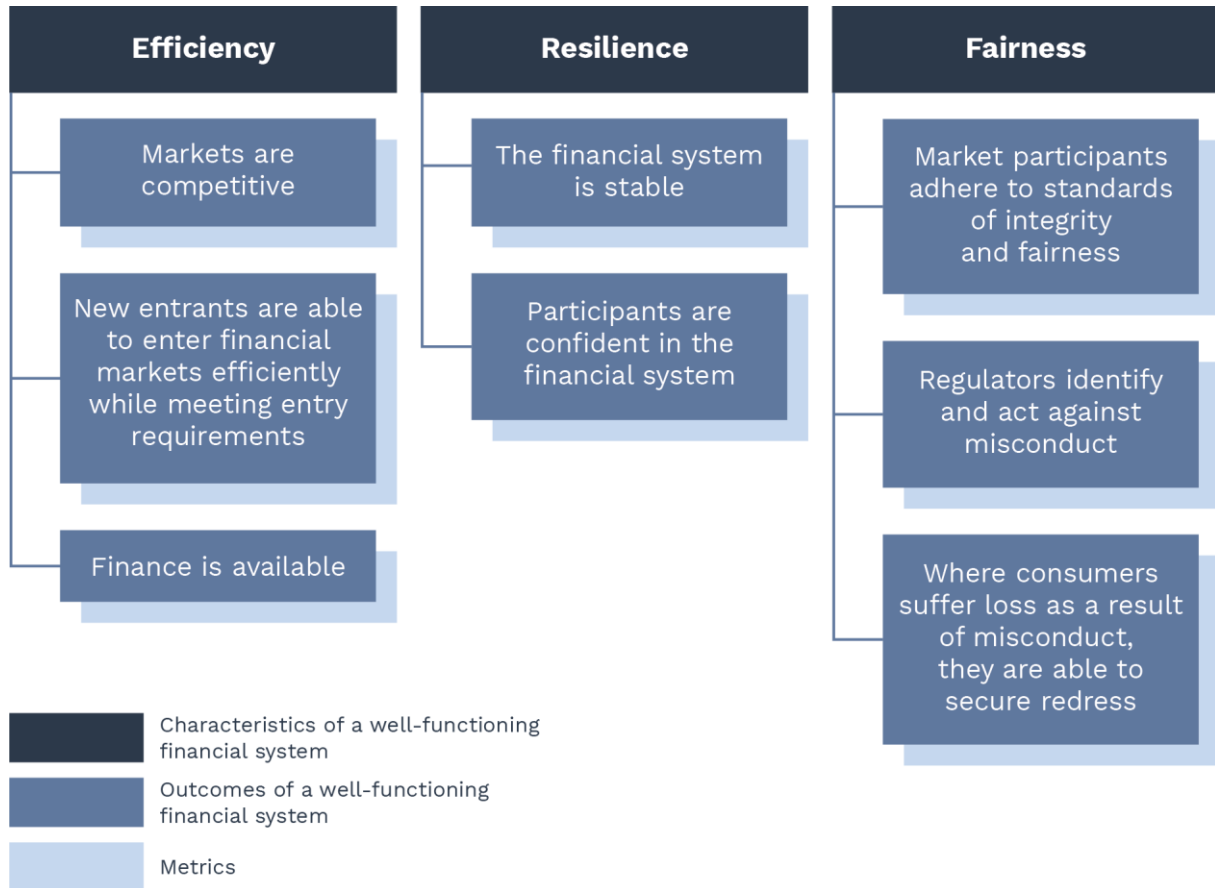 Efficiency
Markets are
competitive
New entrants are able
to enter financial
markets efficiently
while meeting entry
requirements
Finance is available
Resilience
The financial system
is stable
Participants are
confident in the
financial system
Fairness
Market participants
adhere to standards
of integrity
and fairness
Regulators identify
and act against
misconduct
Where consumers
suffer loss as a result
of misconduct,
they are able to
secure redress
Characteristics of a well-functioning
financial system
Outcomes of a well-functioning
financial system
Metrics